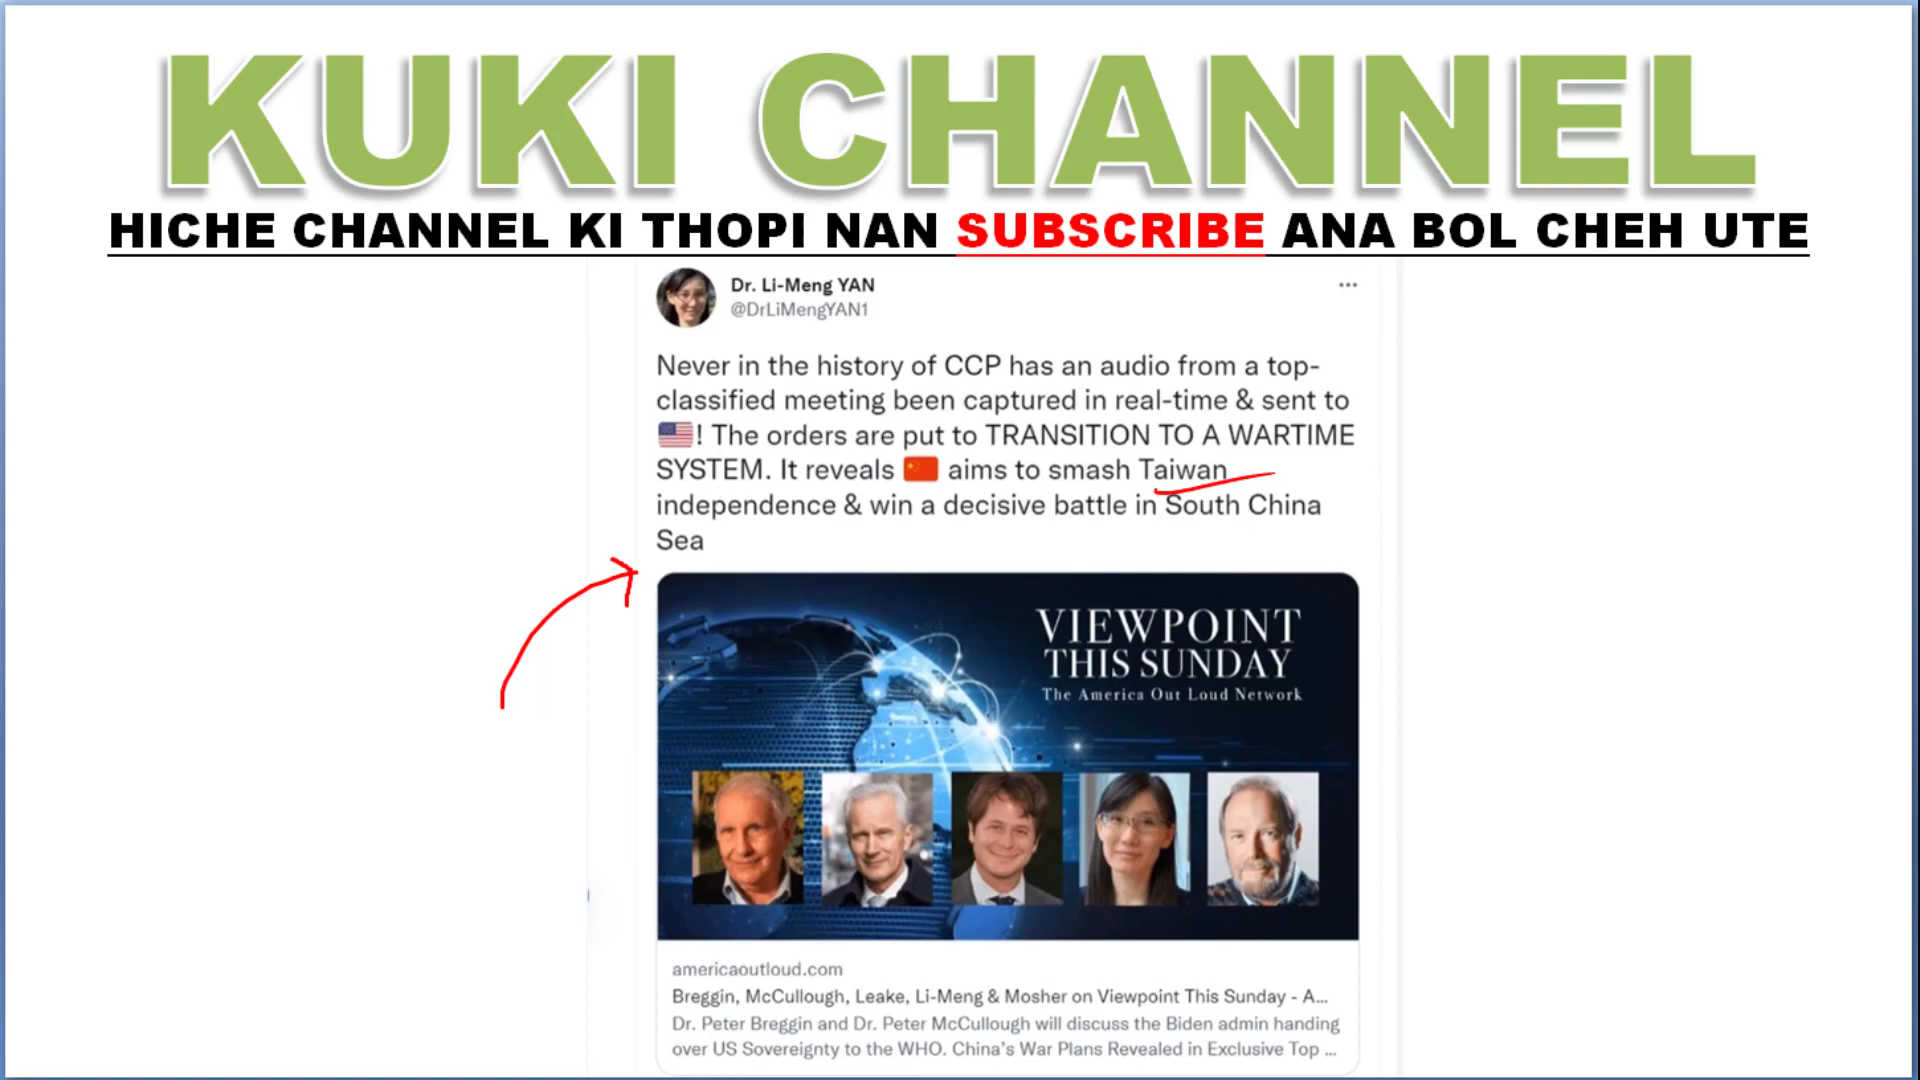 KUKI CHANNEL
HICHE CHANNEL KI THOPI NAN SUBSCRIBE ANA BOL CHEH UTE
Dr. Li-Meng YAN
@DrLiMengYAN1
Never in the history of CCP has an audio from a top-
classified meeting been captured in real-time & sent to
🇺🇸! The orders are put to TRANSITION TO A WARTIME
SYSTEM. It reveals 🇨🇳 aims to smash Taiwan
independence & win a decisive battle in South China
Sea
VIEWPOINT
THIS SUNDAY
The America Out Loud Network
americaoutloud.com
Breggin, McCullough, Leake, Li-Meng & Mosher on Viewpoint This Sunday - A...
Dr. Peter Breggin and Dr. Peter McCullough will discuss the Biden admin handing
over US Sovereignty to the WHO. China's War Plans Revealed in Exclusive Top ...